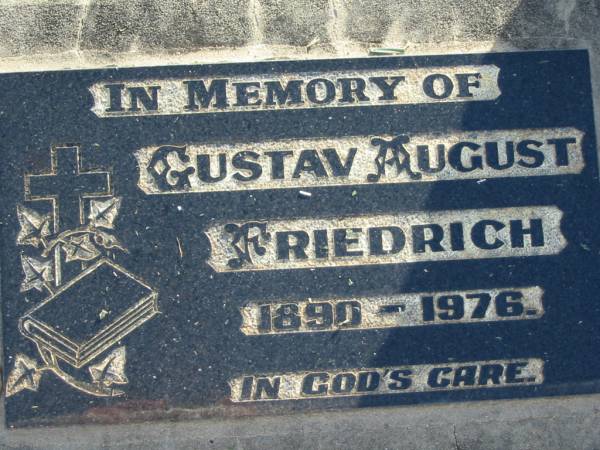 IN MEMORY OF
GUSTAV AUGUST
FRIEDRICH
1890 – 1976.
IN GOD'S CARE.